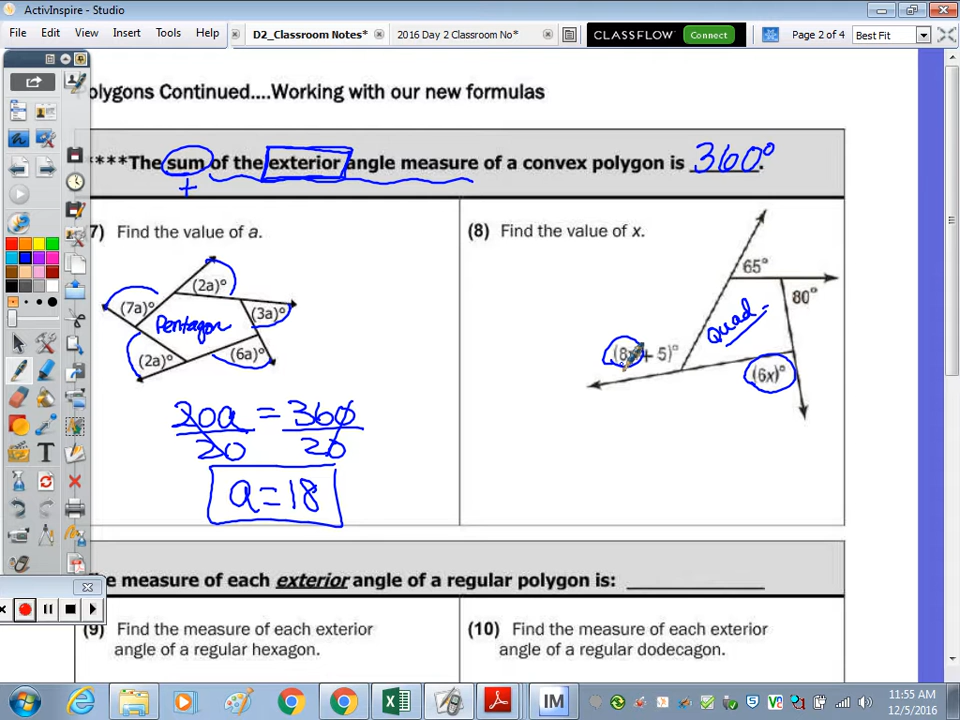 ActivInspire - Studio
File Edit View Insert Tools Help
D2_Classroom Notes*
2016 Day 2 Classroom No*
CLASSFLOW Connect
Page 2 of 4
Best Fit
olygons Continued....Working with our new formulas
****The sum of the exterior angle measure of a convex polygon is 360°.
+
7) Find the value of a.
(2a)°
(7a)°
(3a)°
Pentagon
(2a)°
(6a)°
20a = 360
20 20
a = 18
(8) Find the value of x.
65°
80°
Quad
(8x + 5)°
(6x)°
e measure of each exterior angle of a regular polygon is:
(9) Find the measure of each exterior
angle of a regular hexagon.
(10) Find the measure of each exterior
angle of a regular dodecagon.
IM
11:55 AM
12/5/2016